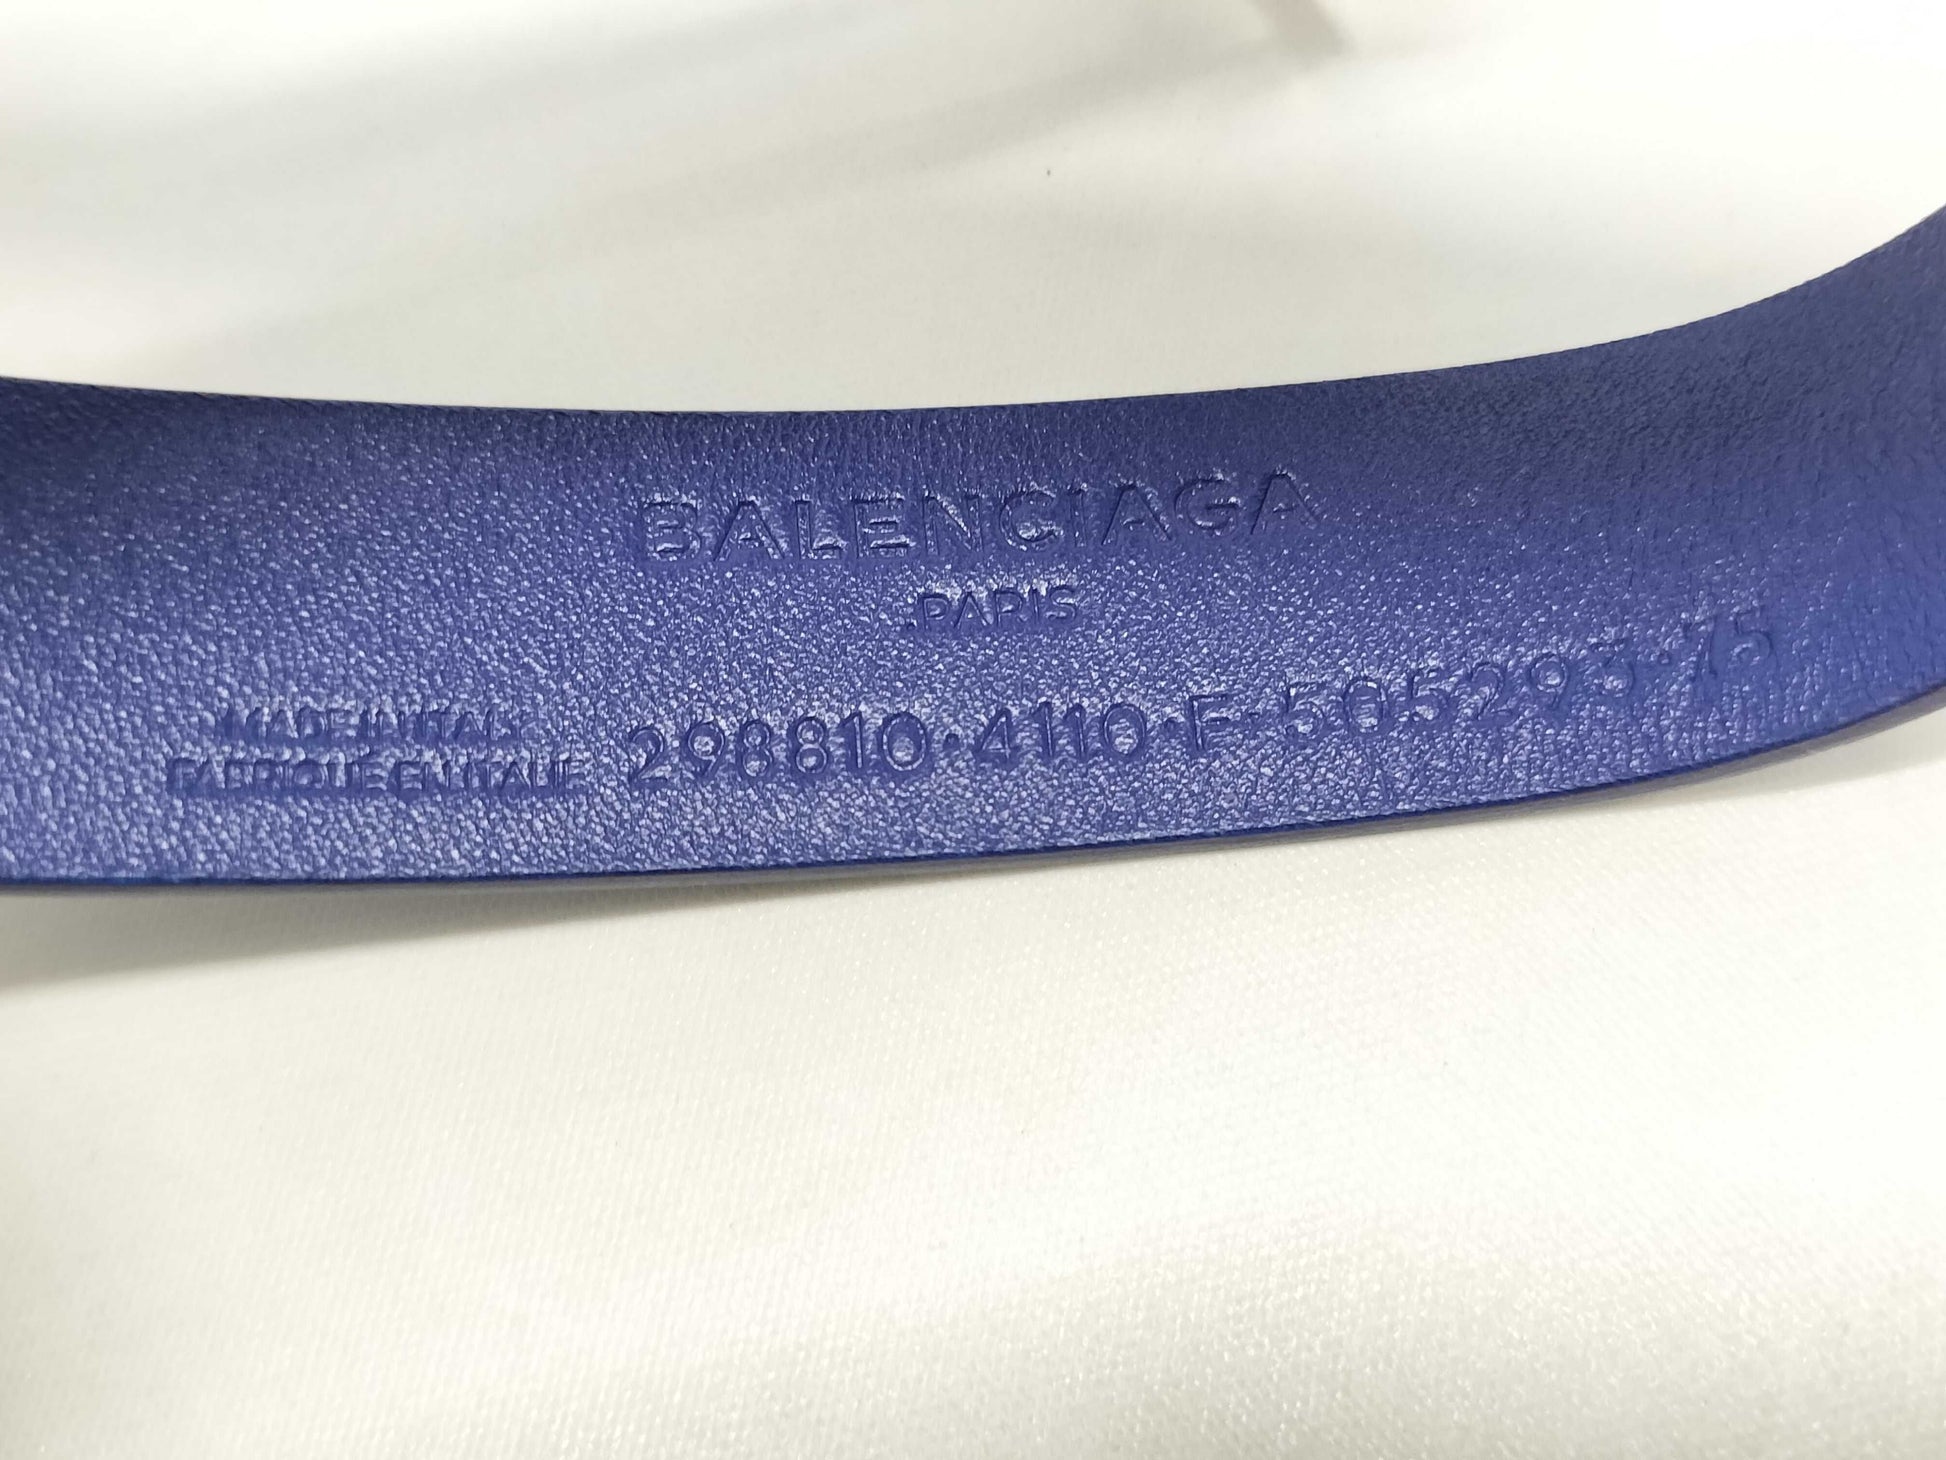 BALENCIAGA
PARIS
MADE IN ITALY
FABRIQUÉ EN ITALIE
298810·4110·F·505293·75